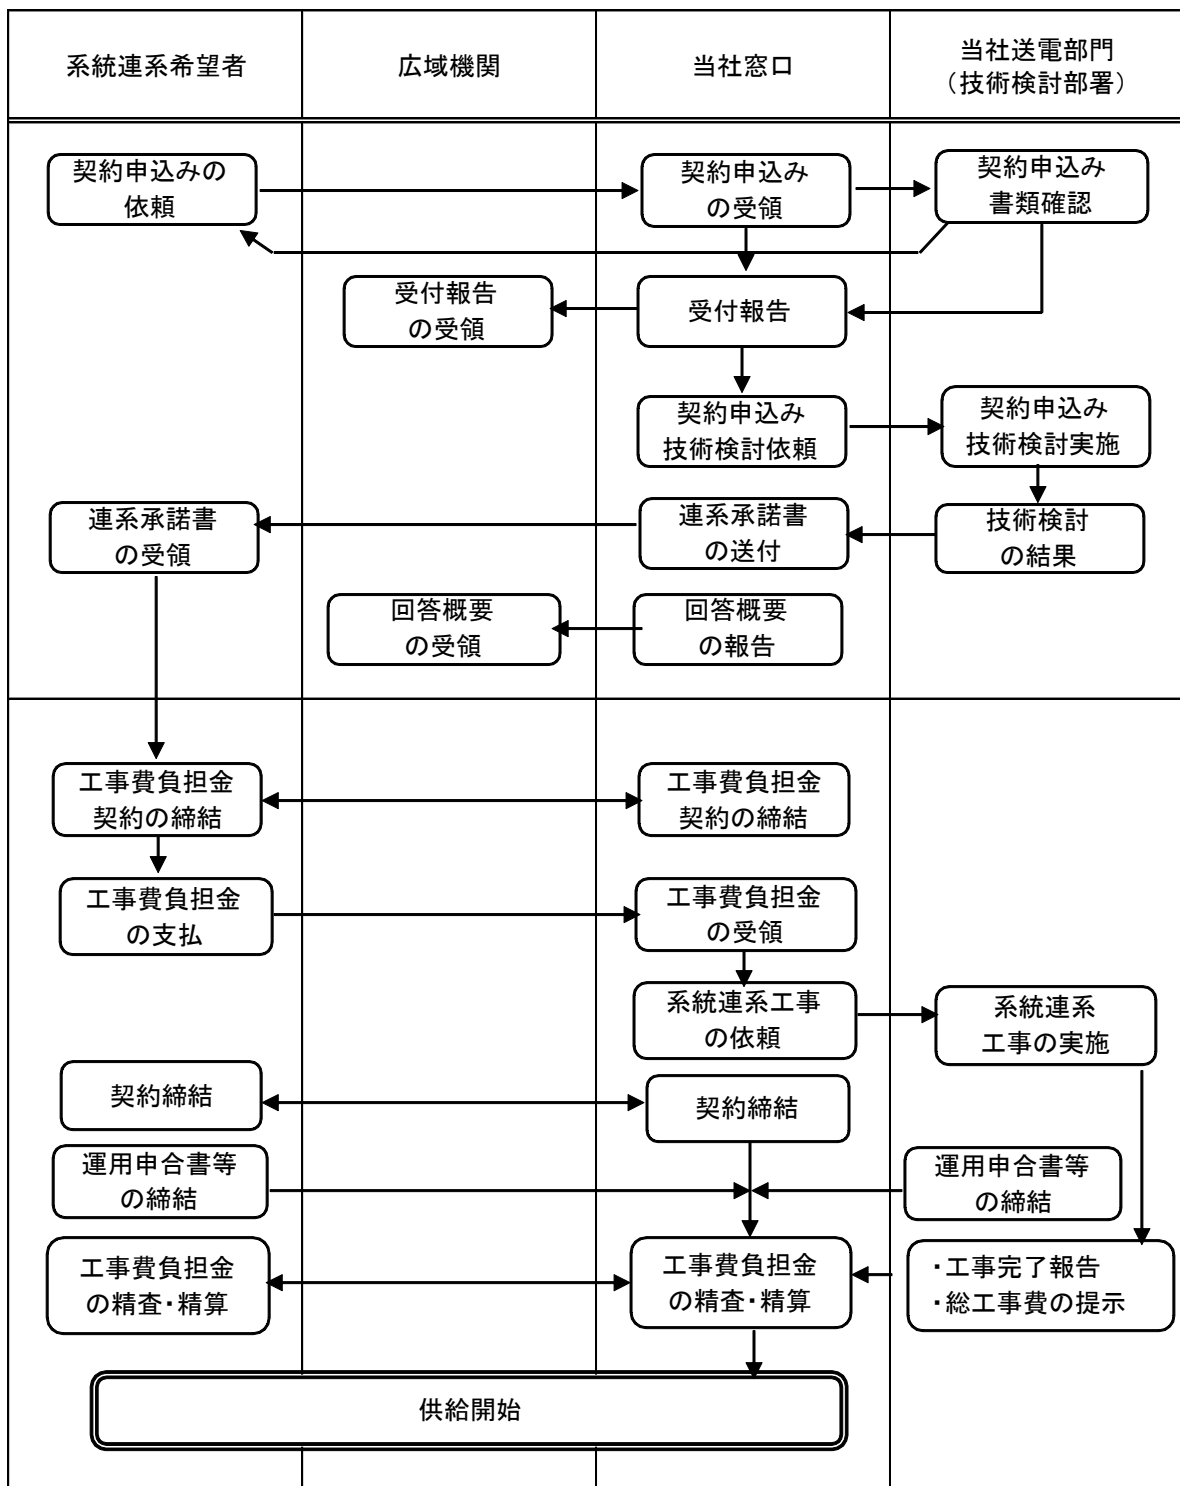 系統連系希望者
広域機関
当社窓口
当社送電部門
（技術検討部署）
契約申込みの
依頼
契約申込み
の受領
契約申込み
書類確認
受付報告
の受領
受付報告
契約申込み
技術検討依頼
契約申込み
技術検討実施
連系承諾書
の受領
連系承諾書
の送付
技術検討
の結果
回答概要
の受領
回答概要
の報告
工事費負担金
契約の締結
工事費負担金
契約の締結
工事費負担金
の支払
工事費負担金
の受領
系統連系工事
の依頼
系統連系
工事の実施
契約締結
契約締結
運用申合書等
の締結
運用申合書等
の締結
工事費負担金
の精査・精算
工事費負担金
の精査・精算
・工事完了報告
・総工事費の提示
供給開始